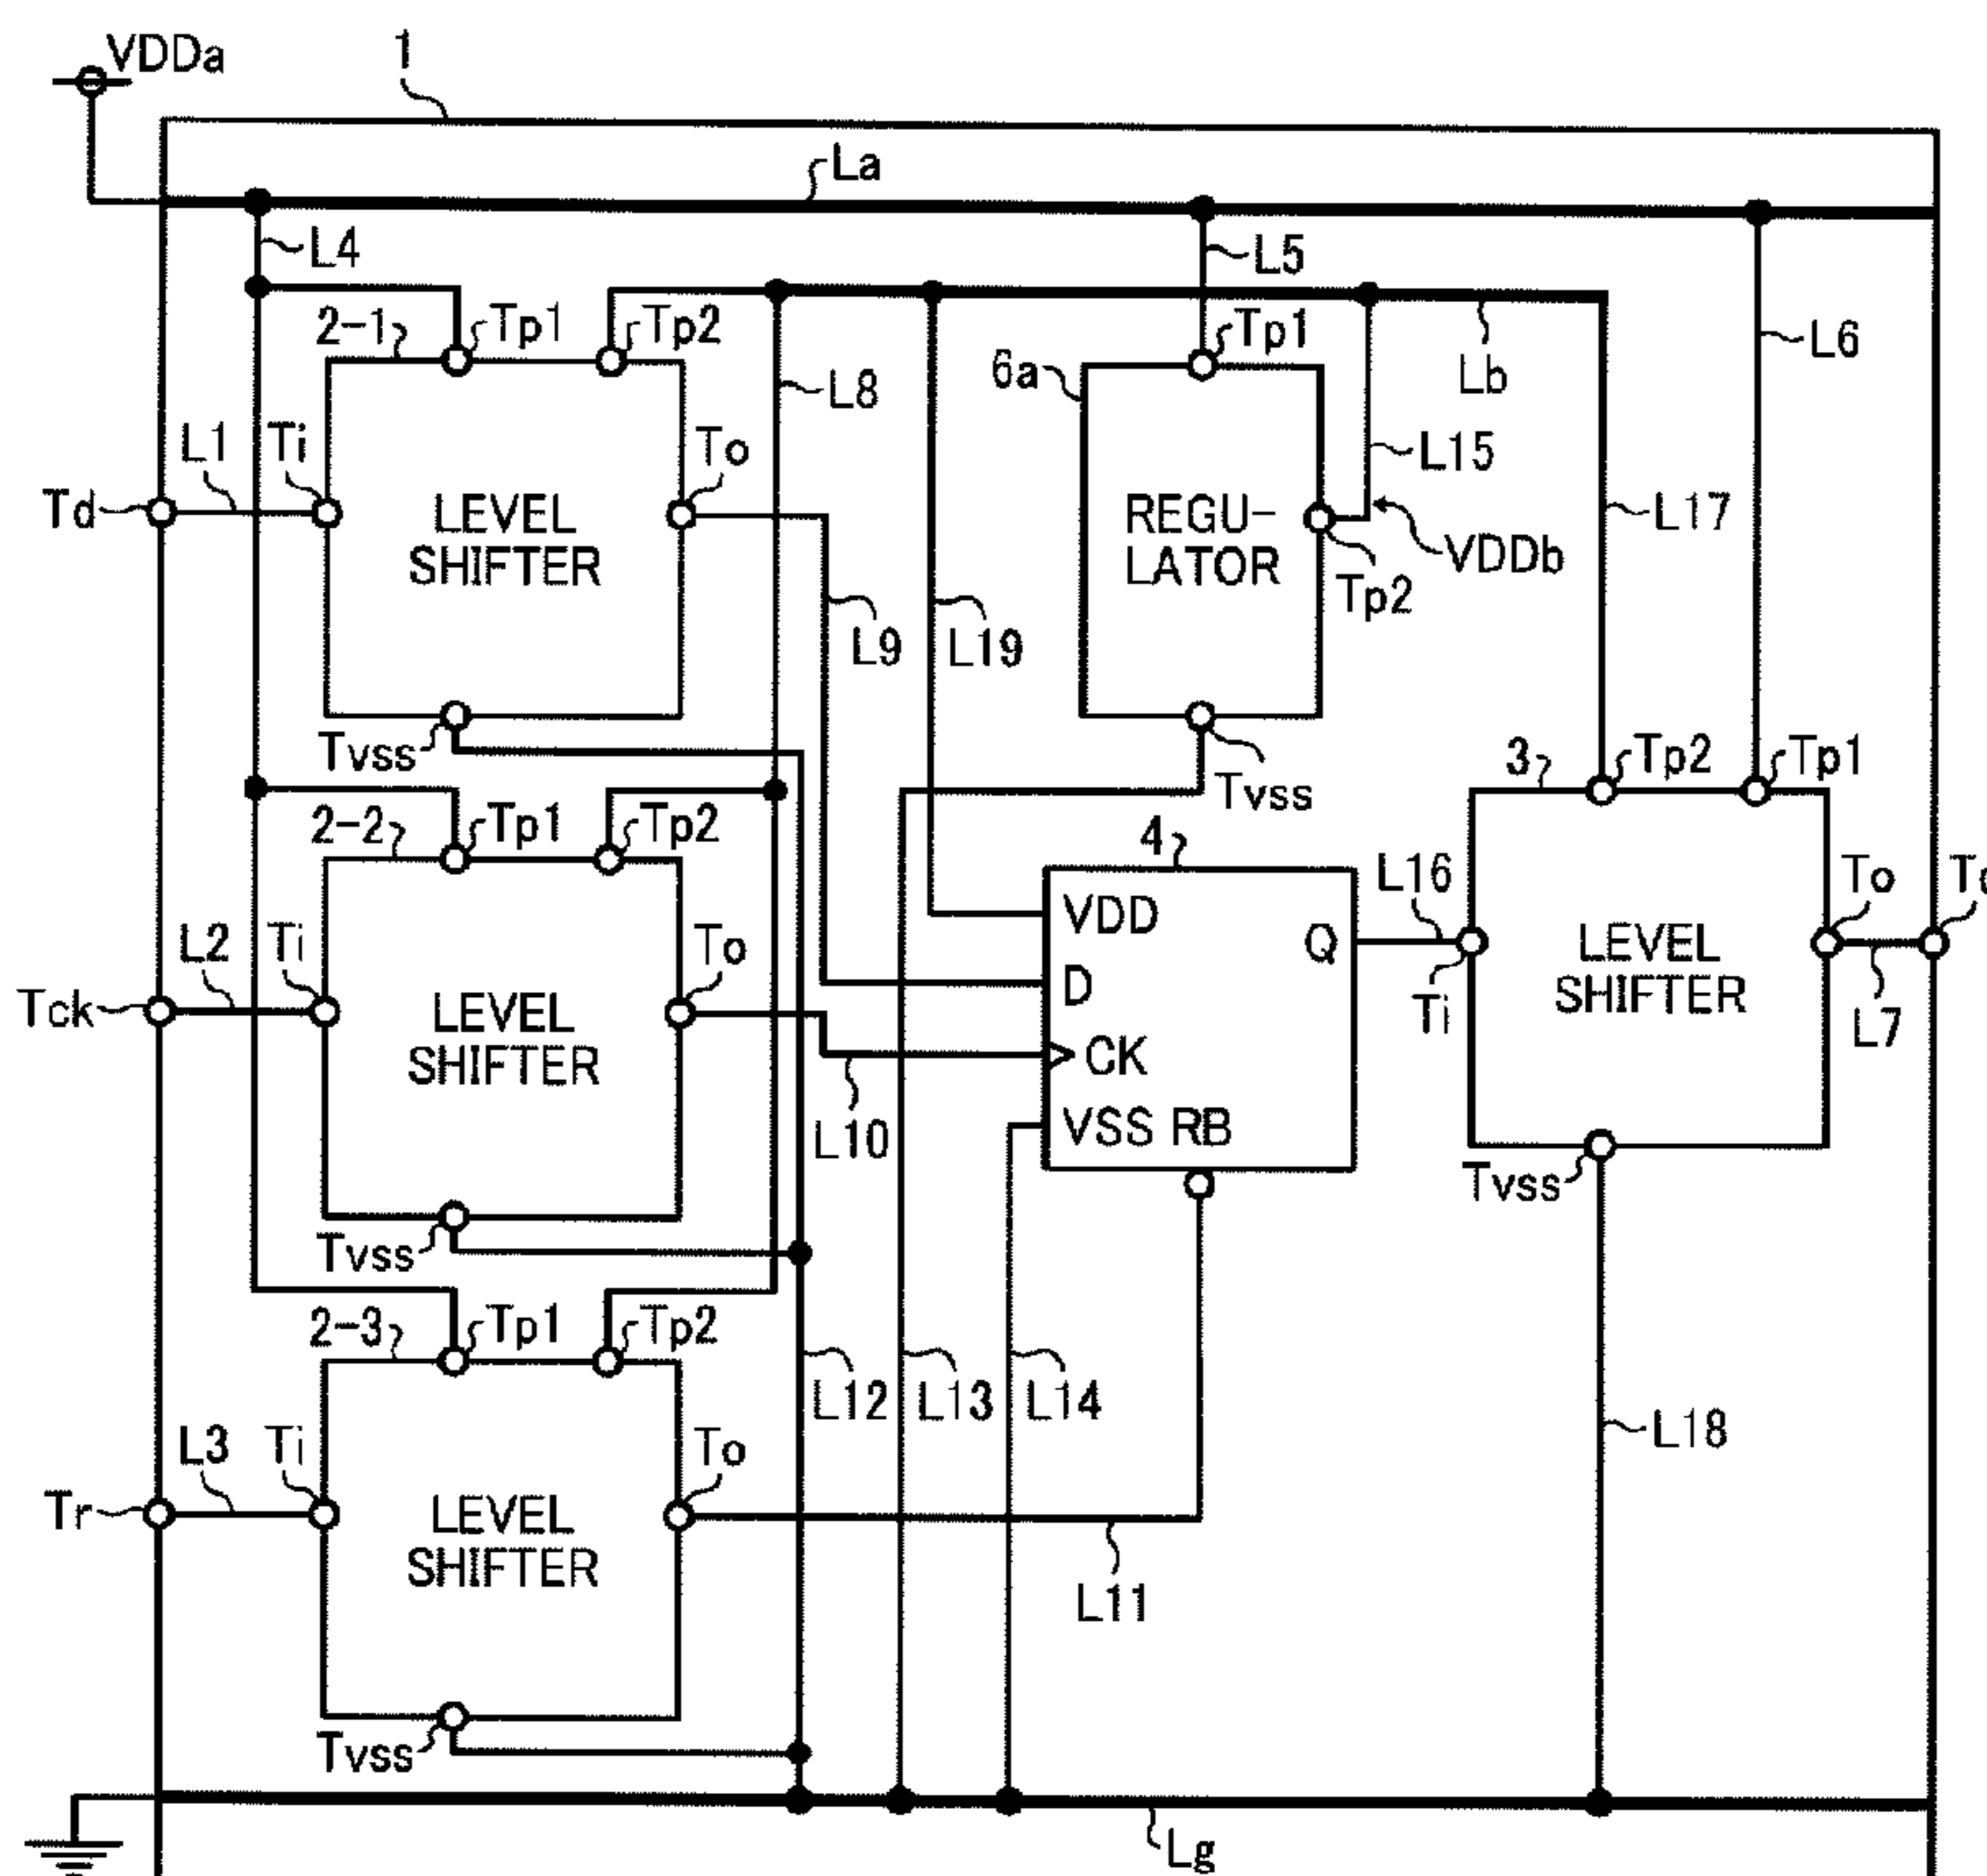 VDDa
1
La
L4
L5
2-1
Tp1
Tp2
6a
Tp1
L6
Lb
L8
L1
Ti
To
L15
Td
LEVEL
SHIFTER
REGU-
LATOR
L17
VDDb
Tp2
L9
L19
Tvss
Tvss
3
Tp2
Tp1
2-2
Tp1
Tp2
4
L2
Ti
To
VDD
Q
L16
To
D
LEVEL
SHIFTER
Tck
LEVEL
SHIFTER
CK
Ti
L7
L10
VSS RB
Tvss
Tvss
2-3
Tp1
Tp2
L12
L13
L14
L18
L3
Ti
To
Tr
LEVEL
SHIFTER
L11
Tvss
Lg